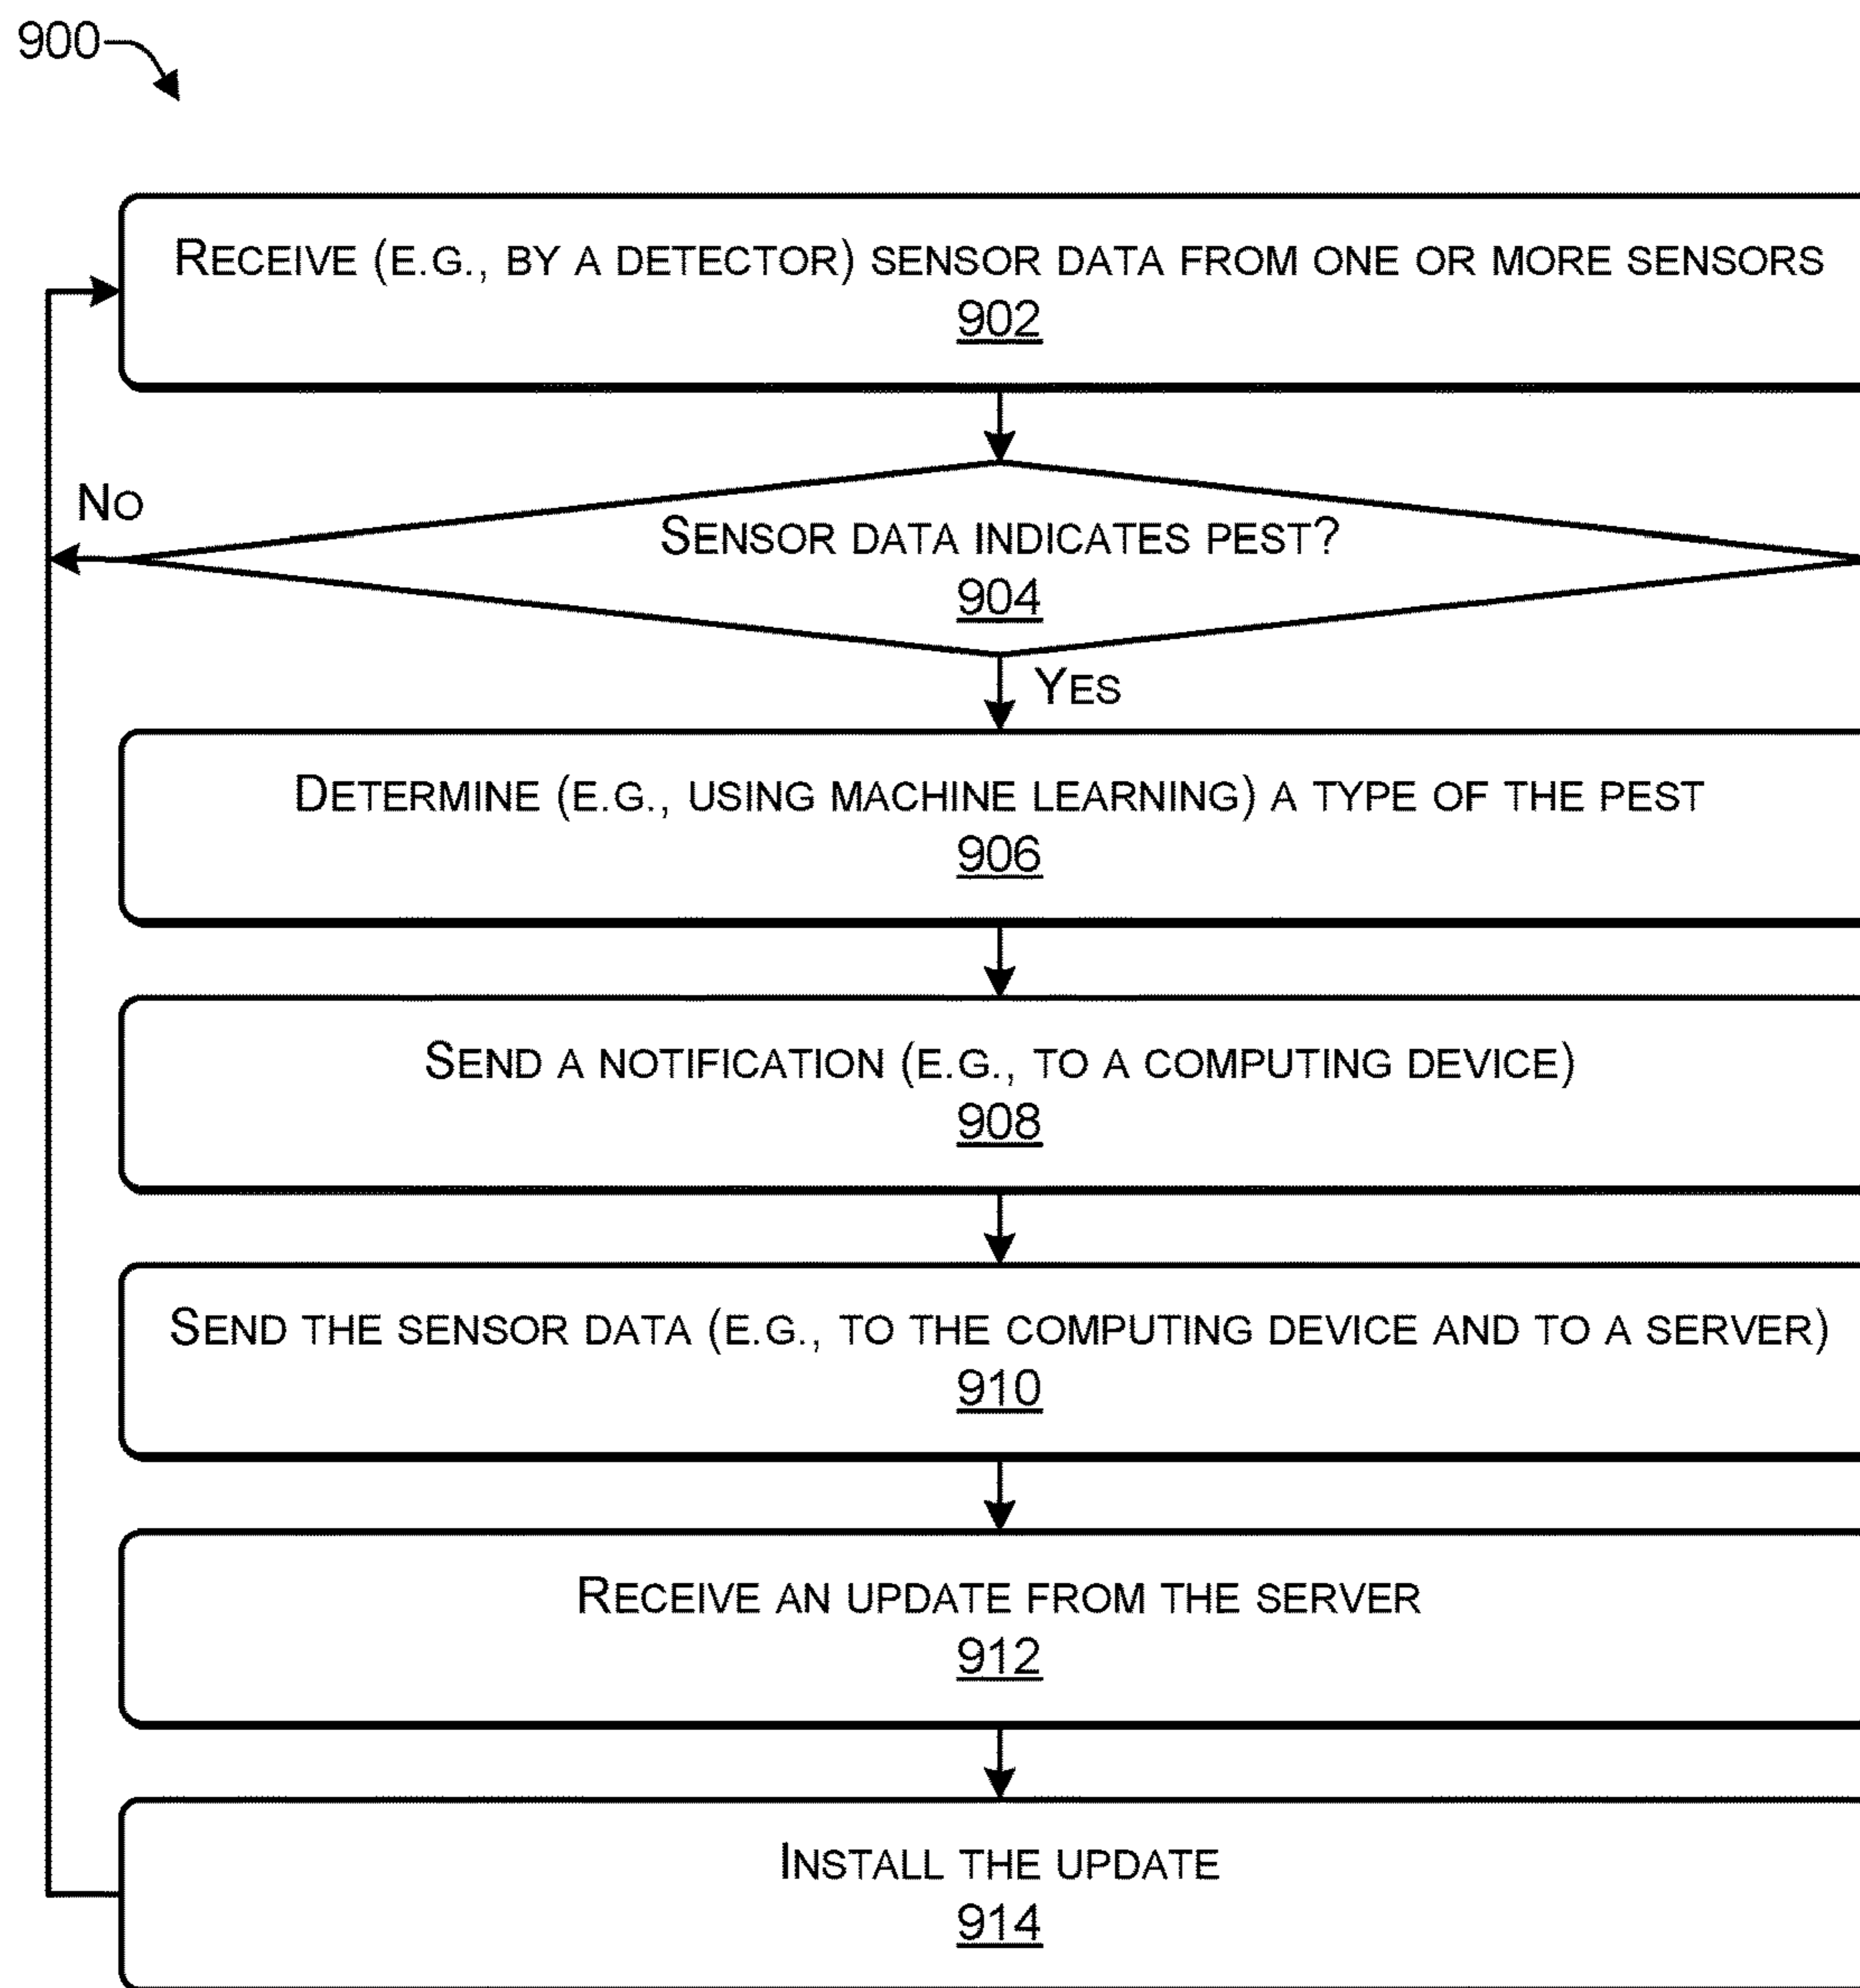 900
RECEIVE (E.G., BY A DETECTOR) SENSOR DATA FROM ONE OR MORE SENSORS
902
NO
SENSOR DATA INDICATES PEST?
904
YES
DETERMINE (E.G., USING MACHINE LEARNING) A TYPE OF THE PEST
906
SEND A NOTIFICATION (E.G., TO A COMPUTING DEVICE)
908
SEND THE SENSOR DATA (E.G., TO THE COMPUTING DEVICE AND TO A SERVER)
910
RECEIVE AN UPDATE FROM THE SERVER
912
INSTALL THE UPDATE
914